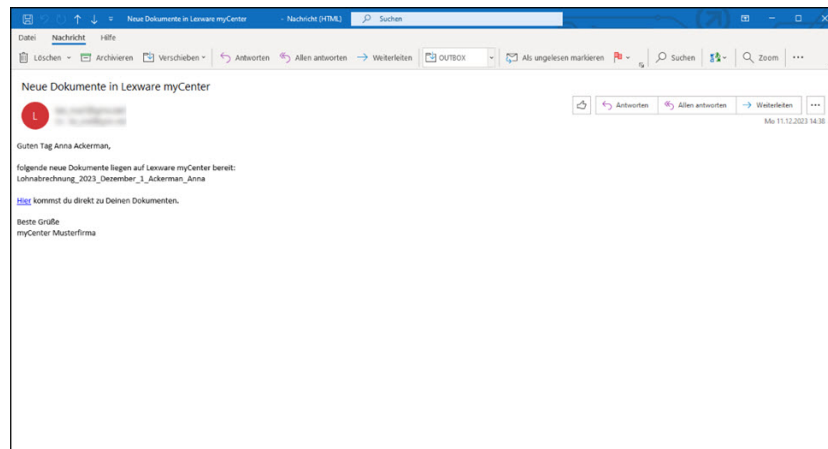 Neue Dokumente in Lexware myCenter - Nachricht (HTML) Suchen
Datei Nachricht Hilfe
Löschen Archivieren Verschieben Antworten Allen antworten Weiterleiten OUTBOX Als ungelesen markieren Suchen Zoom
Neue Dokumente in Lexware myCenter
L
Antworten Allen antworten Weiterleiten
Mo 11.12.2023 14:38
Guten Tag Anna Ackerman,
folgende neue Dokumente liegen auf Lexware myCenter bereit:
Lohnabrechnung_2023_Dezember_1_Ackerman_Anna
Hier kommst du direkt zu Deinen Dokumenten.
Beste Grüße
myCenter Musterfirma